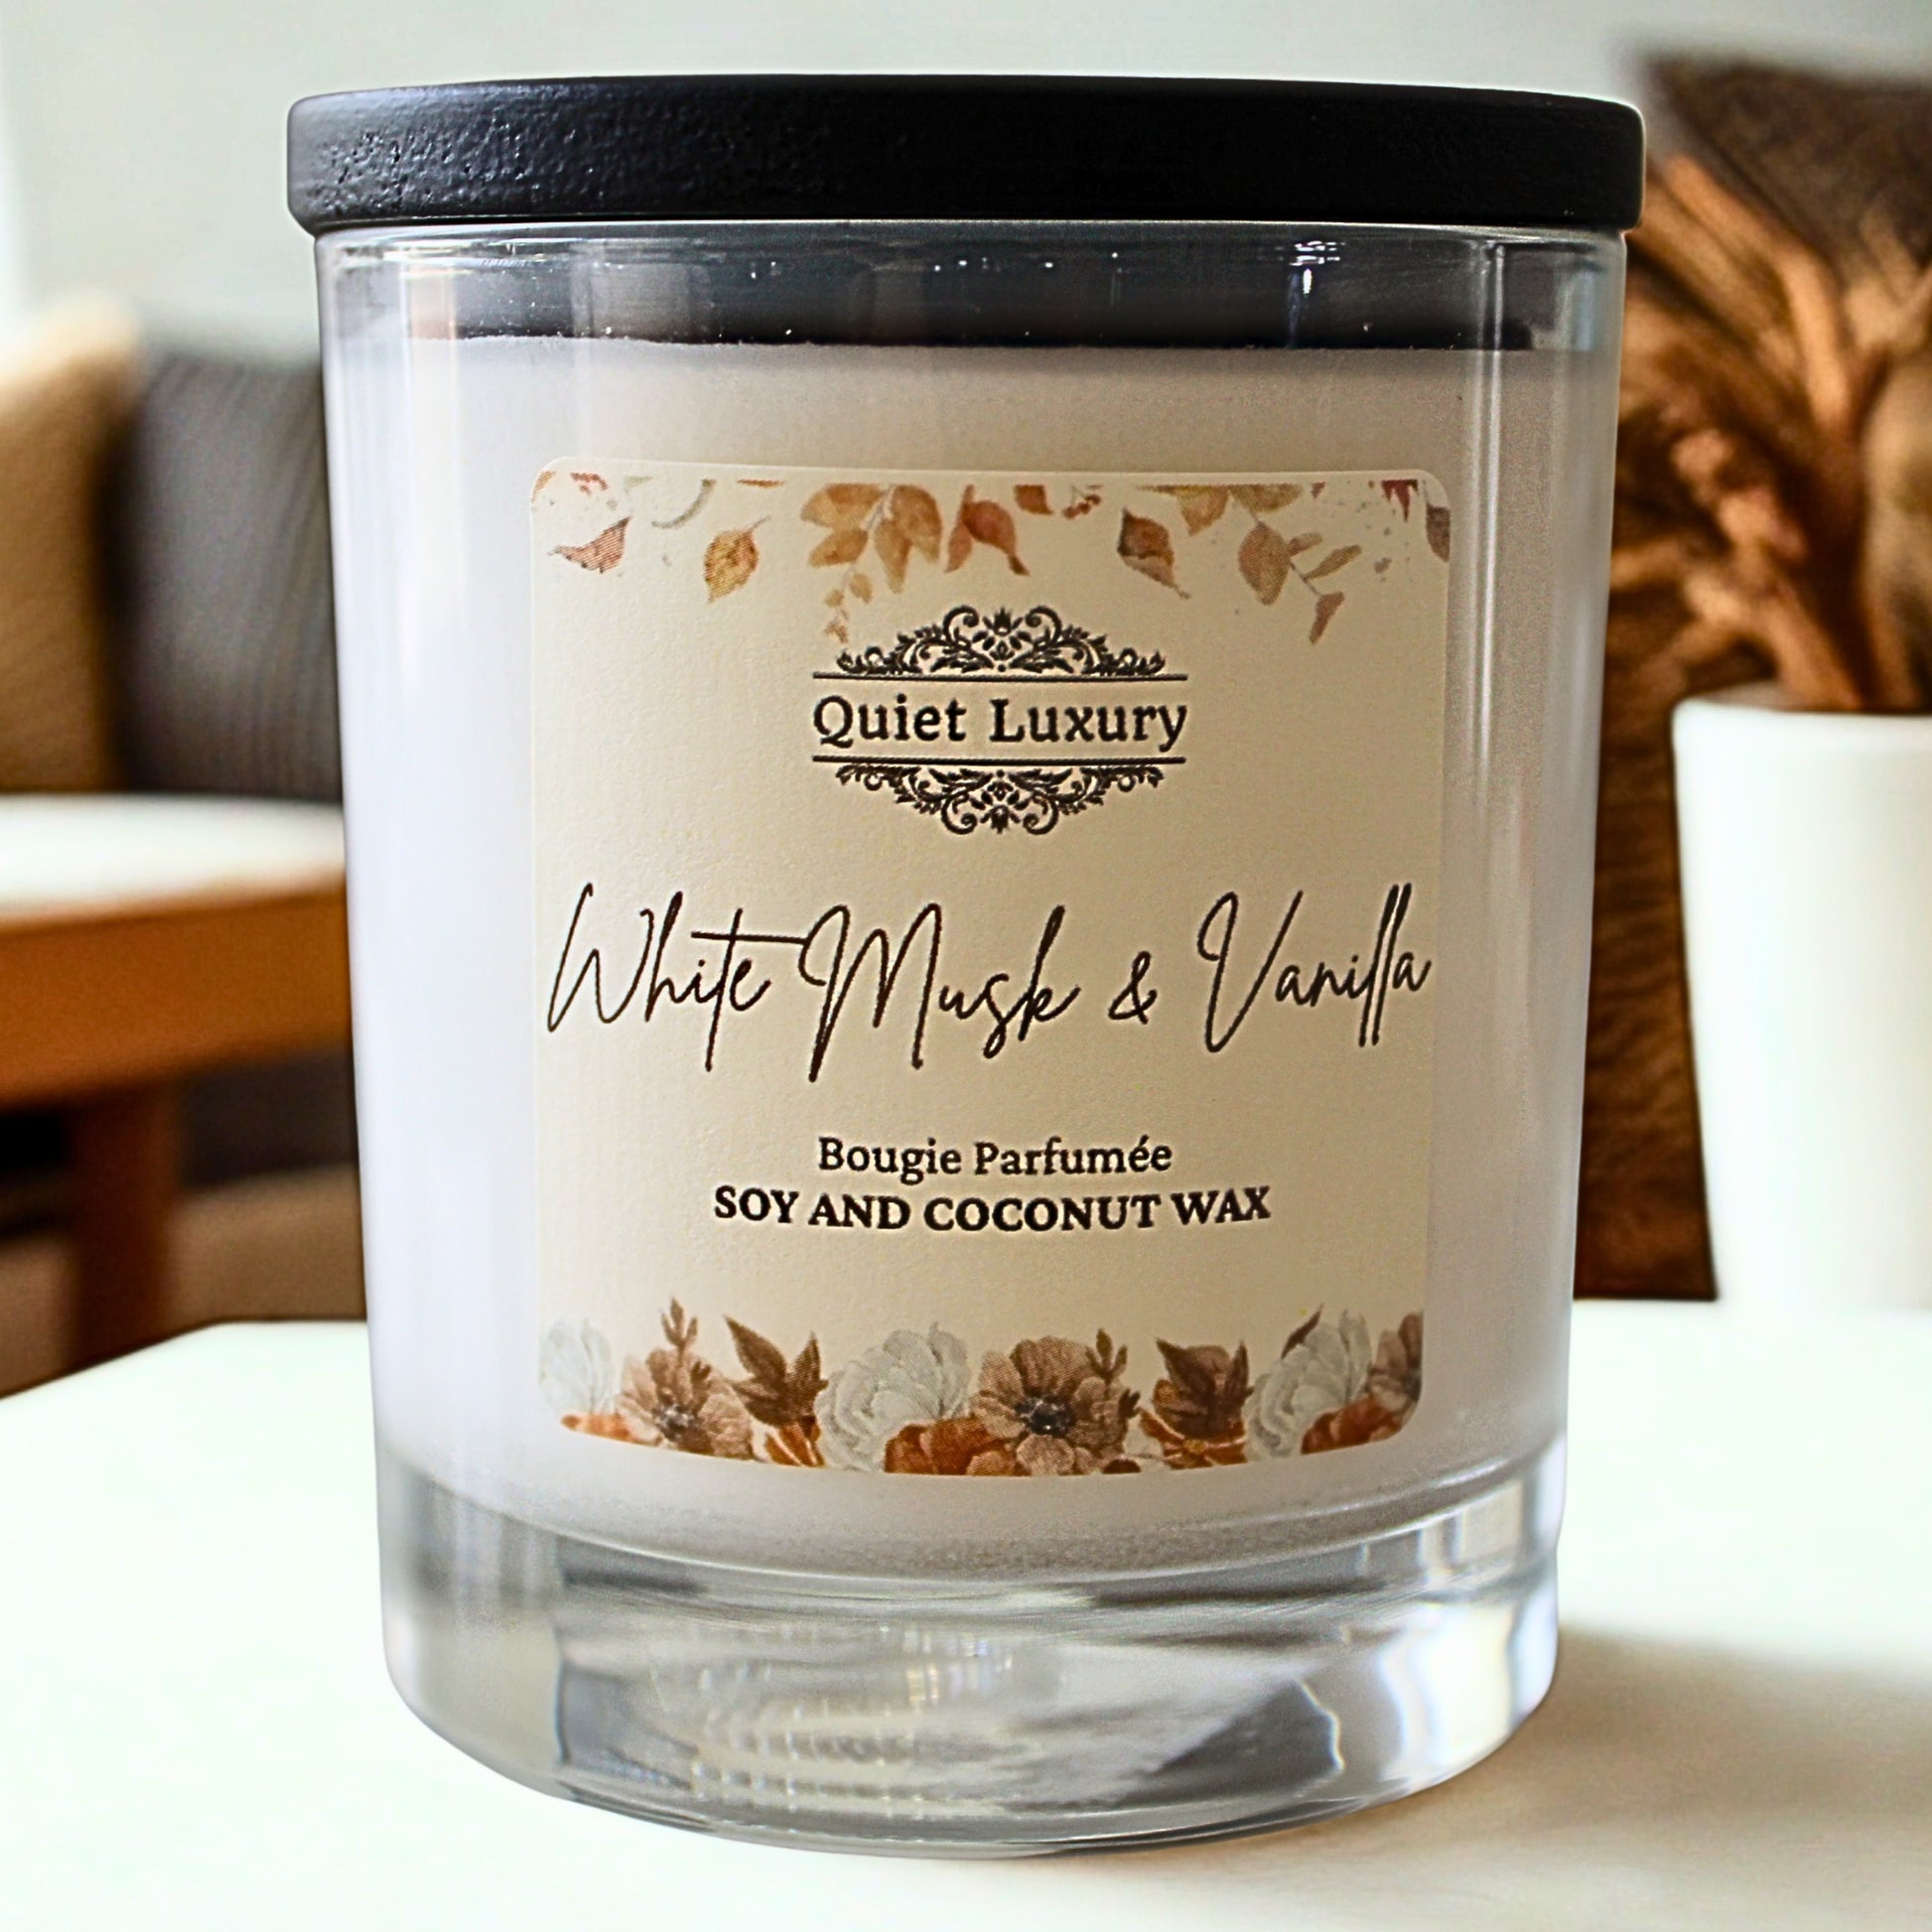 Quiet Luxury
White Musk & Vanilla
Bougie Parfumée
SOY AND COCONUT WAX